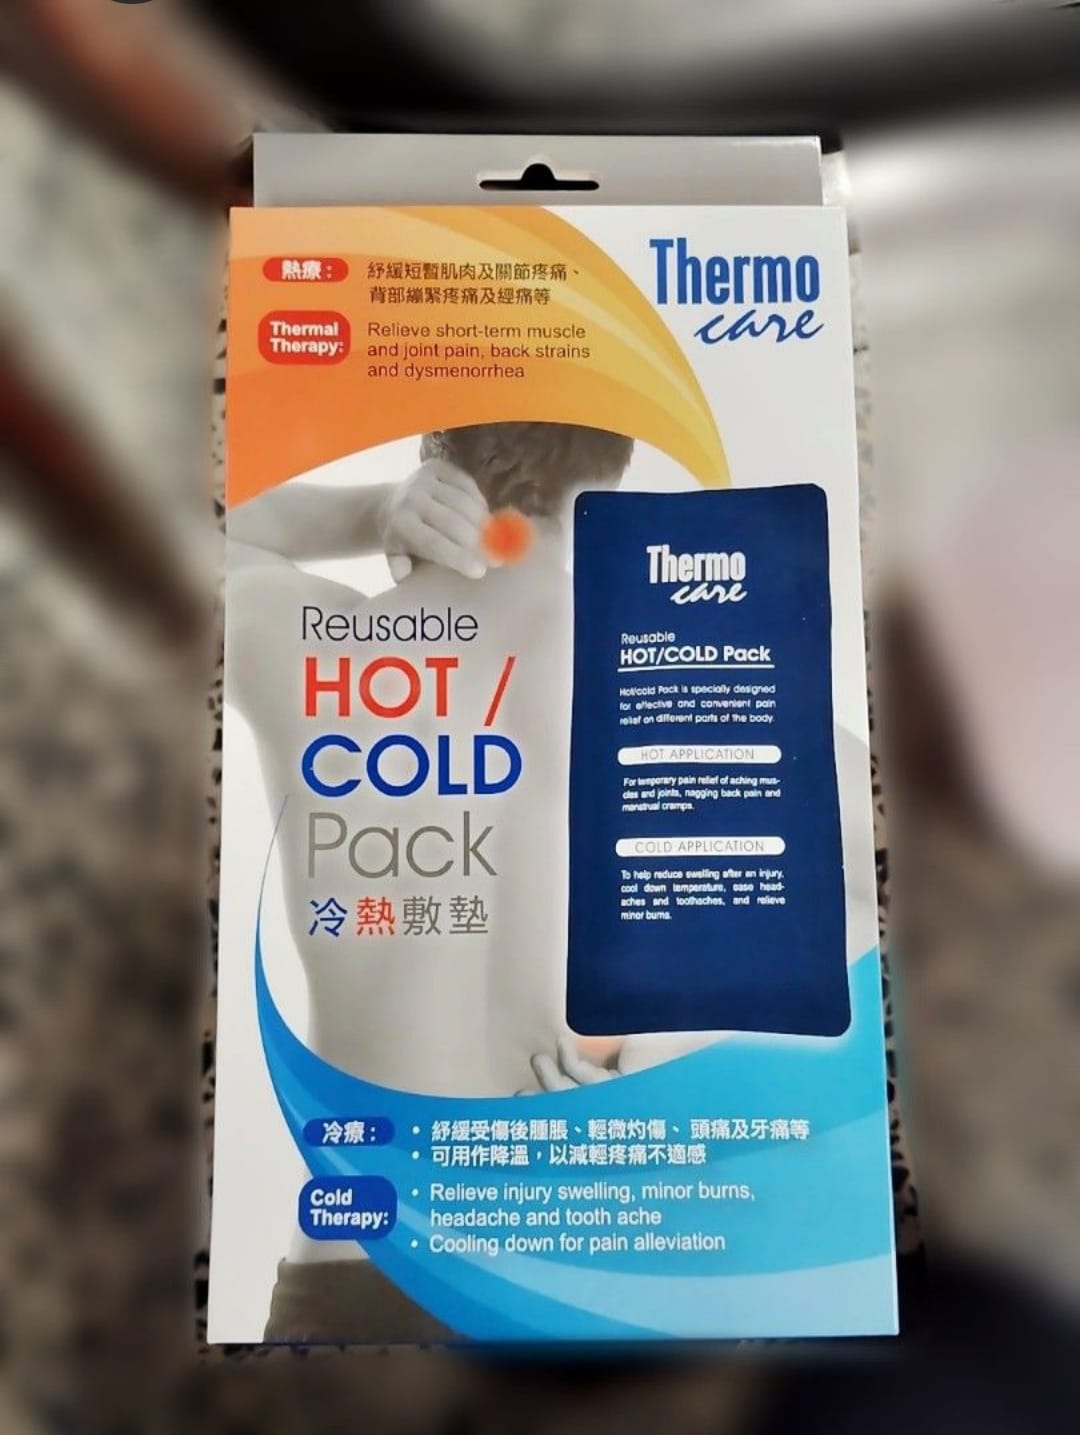 熱療：
紓緩短暫肌肉及關節疼痛、
背部繃緊疼痛及經痛等
Thermal
Therapy:
Relieve short-term muscle
and joint pain, back strains
and dysmenorrhea
Thermo
care
Reusable
HOT /
COLD
Pack
冷熱敷墊
Thermo
care
Reusable
HOT/COLD Pack
Hot/cold Pack is specially designed
for effective and convenient pain
relief on different parts of the body.
HOT APPLICATION
For temporary pain relief of aching mus-
cles and joints, nagging back pain and
menstrual cramps.
COLD APPLICATION
To help reduce swelling after an injury,
cool down temperature, ease head-
aches and toothaches, and relieve
minor burns.
冷療：
• 紓緩受傷後腫脹、輕微灼傷、頭痛及牙痛等
• 可用作降溫，以減輕疼痛不適感
Cold
Therapy:
• Relieve injury swelling, minor burns,
headache and tooth ache
• Cooling down for pain alleviation